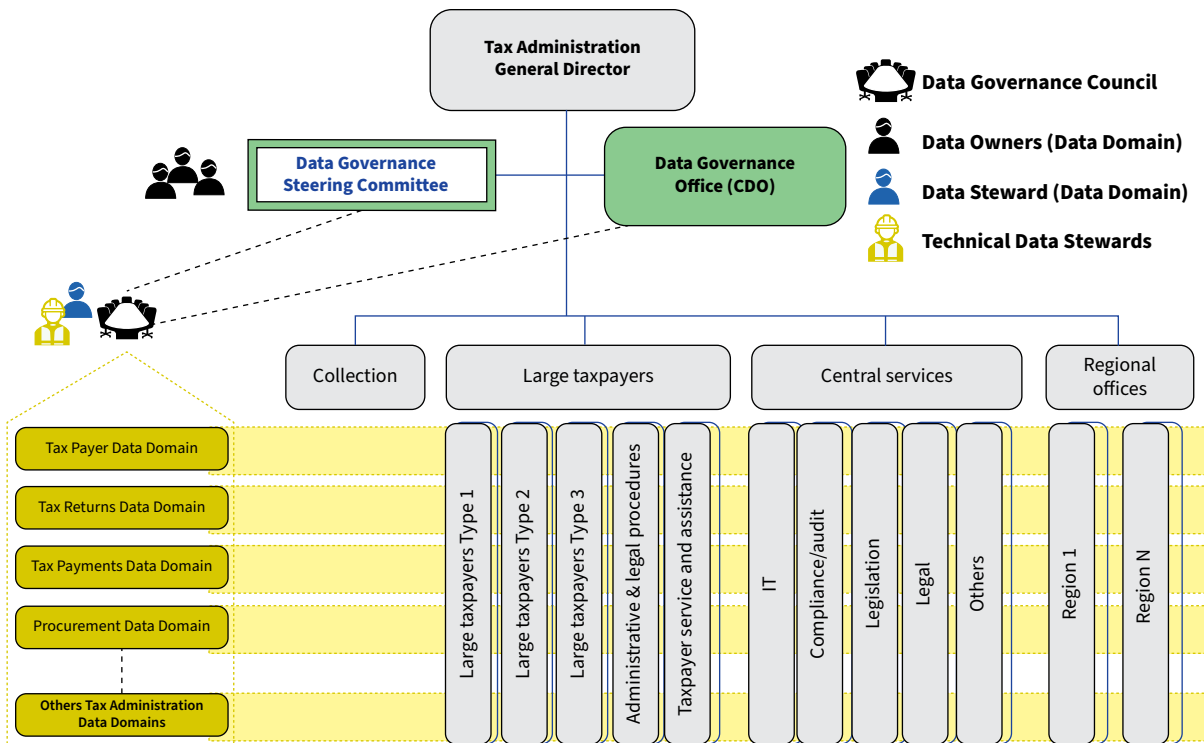 Tax Administration
General Director
Data Governance
Steering Committee
Data Governance
Office (CDO)
Data Governance Council
Data Owners (Data Domain)
Data Steward (Data Domain)
Technical Data Stewards
Collection
Large taxpayers
Central services
Regional
offices
Tax Payer Data Domain
Tax Returns Data Domain
Tax Payments Data Domain
Procurement Data Domain
Others Tax Administration
Data Domains
Large taxpayers Type 1
Large taxpayers Type 2
Large taxpayers Type 3
Administrative & legal procedures
Taxpayer service and assistance
IT
Compliance/audit
Legislation
Legal
Others
Region 1
Region N